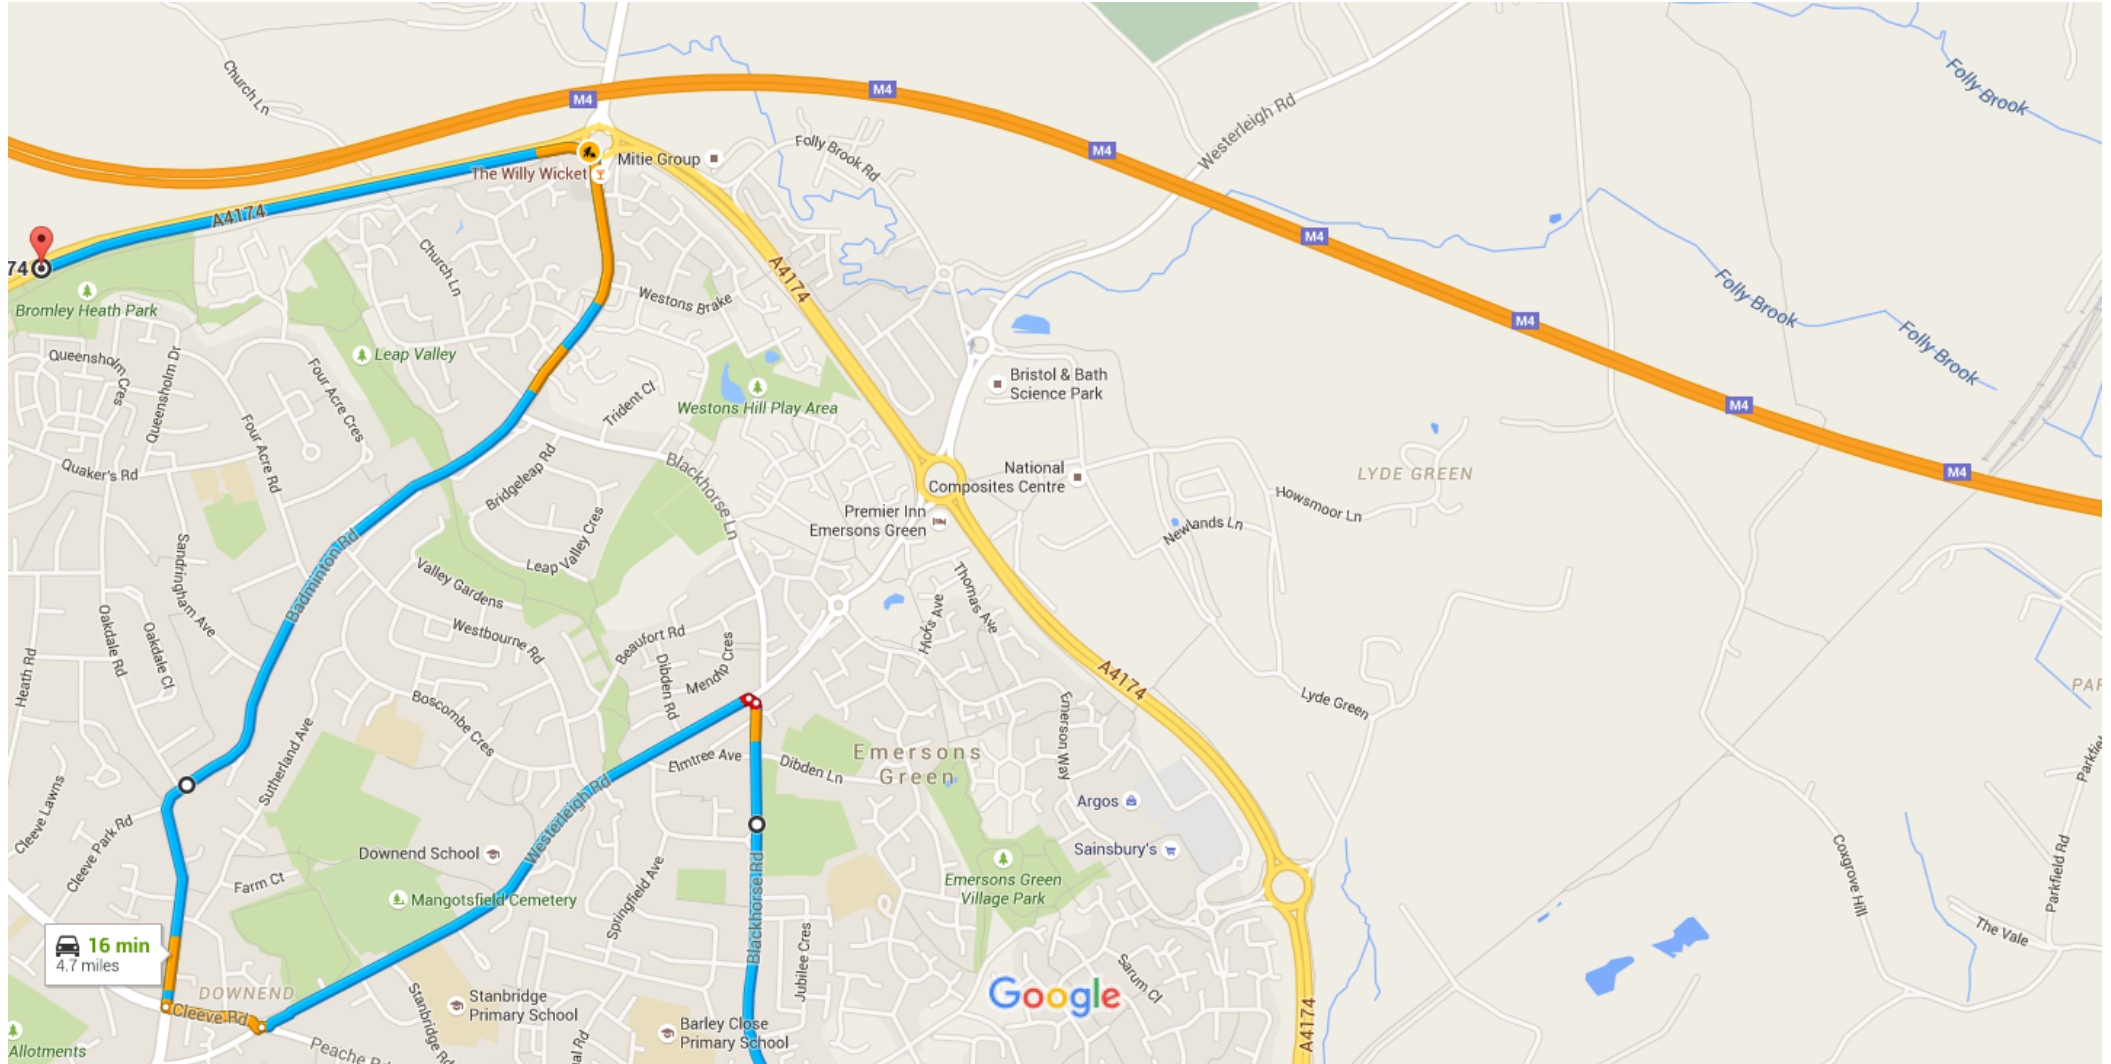 Church Ln
M4
M4
M4
Westerleigh Rd
Folly Brook
Folly Brook Rd
Mitie Group
The Willy Wicket
A4174
74
Bromley Heath Park
Church Ln
Westons Brake
A4174
M4
Folly Brook
Folly Brook
M4
Queensholm Cres
Queensholm Dr
Leap Valley
Four Acre Cres
Four Acre Rd
Trident Cl
Westons Hill Play Area
Bristol & Bath
Science Park
M4
M4
Quaker's Rd
Bridgeleap Rd
Blackhorse Ln
National
Composites Centre
LYDE GREEN
Howsmoor Ln
Newlands Ln
Premier Inn
Emersons Green
Sandringham Ave
Badminton Rd
Leap Valley Cres
Valley Gardens
Thomas Ave
Hicks Ave
Oakdale Rd
Oakdale Cl
Heath Rd
Westbourne Rd
Beaufort Rd
Dibden Rd
Mendip Cres
A4174
Lyde Green
PAR
Boscombe Cres
Sutherland Ave
Emerson Way
Elmtree Ave
Dibden Ln
Emersons
Green
Parkfie
Cleeve Lawns
Cleeve Park Rd
Westerleigh Rd
Argos
Sainsbury's
Downend School
Farm Ct
Mangotsfield Cemetery
Springfield Ave
Blackhorse Rd
Emersons Green
Village Park
Coxgrove Hill
Parkfield Rd
The Vale
16 min
4.7 miles
DOWNEND
Cleeve Rd
Stanbridge Rd
Stanbridge
Primary School
Jubilee Cres
Sarum Cl
Google
A4174
Allotments
Peache Rd
al Rd
Barley Close
Primary School